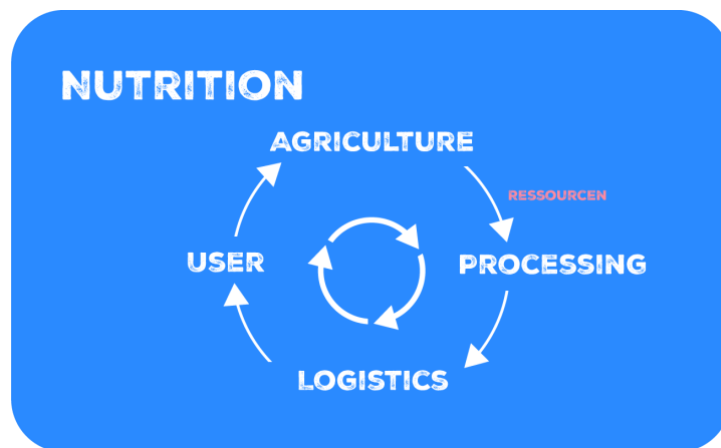 NUTRITION
AGRICULTURE
RESSOURCEN
USER
PROCESSING
LOGISTICS